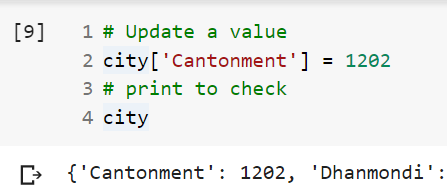 [9] 1 # Update a value
2 city['Cantonment'] = 1202
3 # print to check
4 city
{'Cantonment': 1202, 'Dhanmondi':